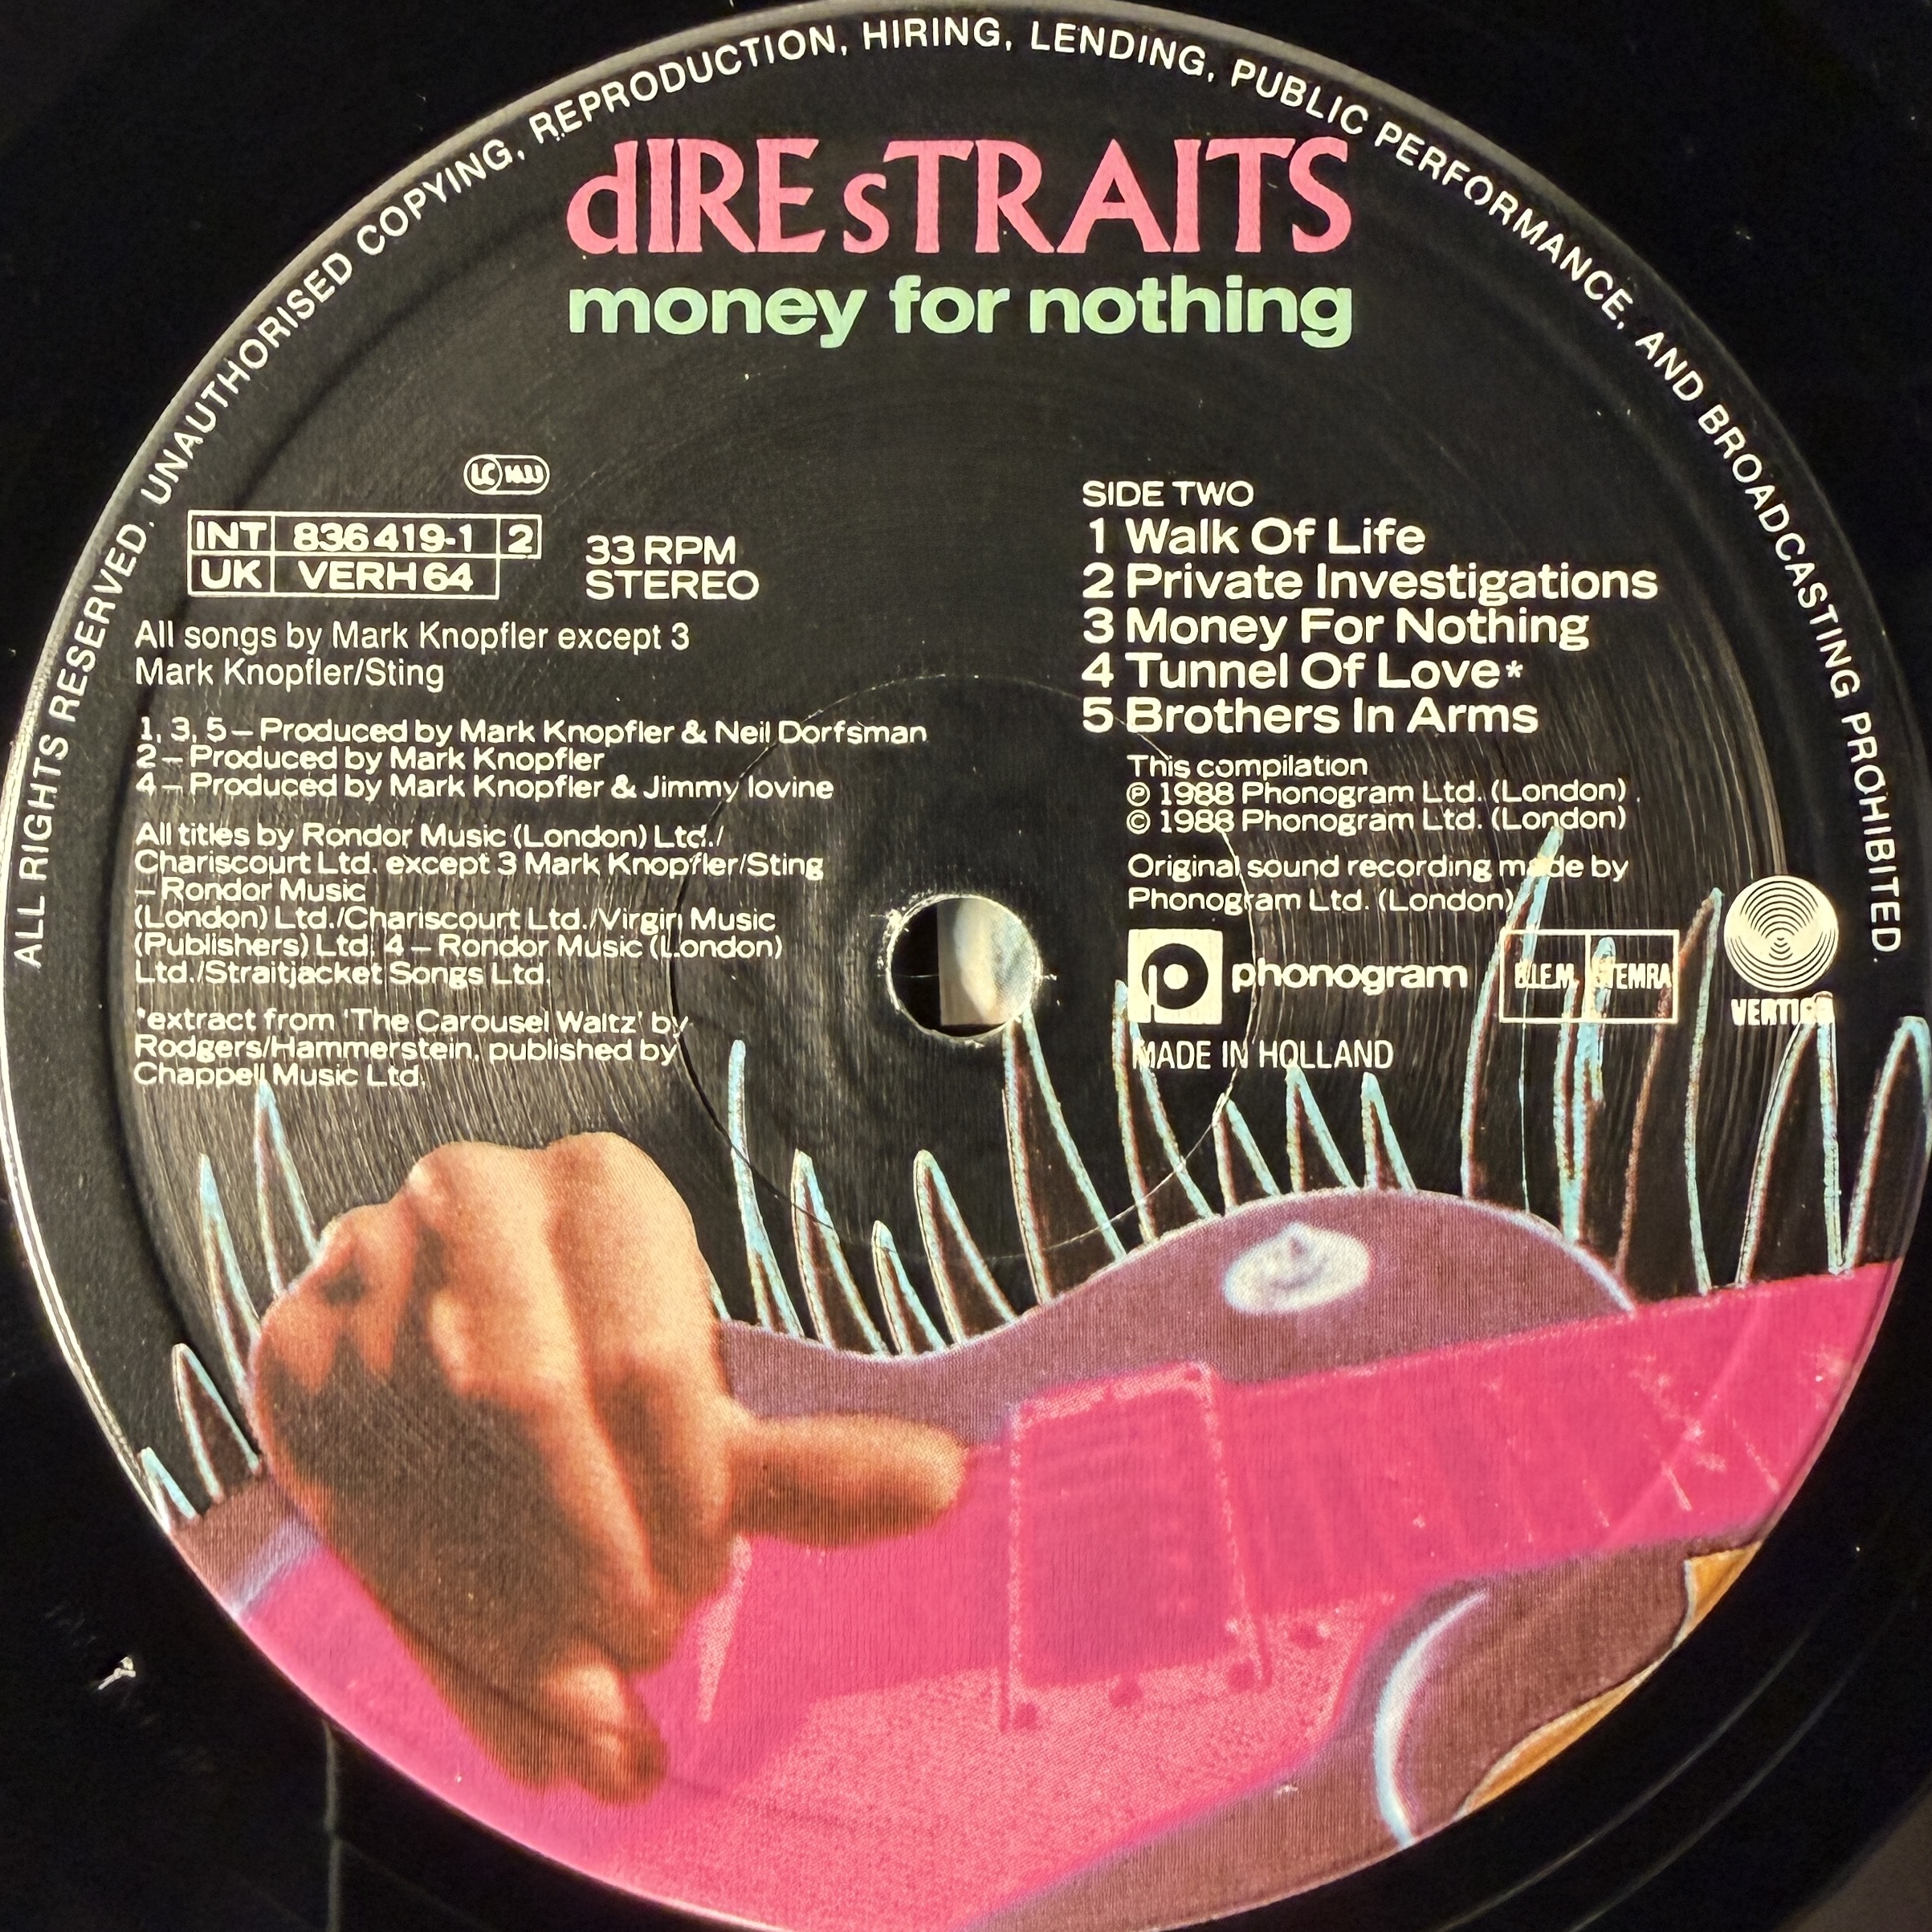 ALL RIGHTS RESERVED. UNAUTHORISED COPYING, REPRODUCTION, HIRING, LENDING, PUBLIC PERFORMANCE, AND BROADCASTING PROHIBITED.
dIRE sTRAITS
money for nothing
LC 1633
INT 836 419-1 2
UK VERH 64
33 RPM
STEREO
All songs by Mark Knopfler except 3
Mark Knopfler/Sting
1, 3, 5 – Produced by Mark Knopfler & Neil Dorfsman
2 – Produced by Mark Knopfler
4 – Produced by Mark Knopfler & Jimmy Iovine
All titles by Rondor Music (London) Ltd./
Chariscourt Ltd. except 3 Mark Knopfler/Sting
– Rondor Music
(London) Ltd./Chariscourt Ltd./Virgin Music
(Publishers) Ltd. 4 – Rondor Music (London)
Ltd./Straitjacket Songs Ltd.
*extract from 'The Carousel Waltz' by
Rodgers/Hammerstein, published by
Chappell Music Ltd.
SIDE TWO
1 Walk Of Life
2 Private Investigations
3 Money For Nothing
4 Tunnel Of Love*
5 Brothers In Arms
This compilation
℗ 1988 Phonogram Ltd. (London)
© 1988 Phonogram Ltd. (London)
Original sound recording made by
Phonogram Ltd. (London)
phonogram
B.I.E.M. STEMRA
VERTIGO
MADE IN HOLLAND